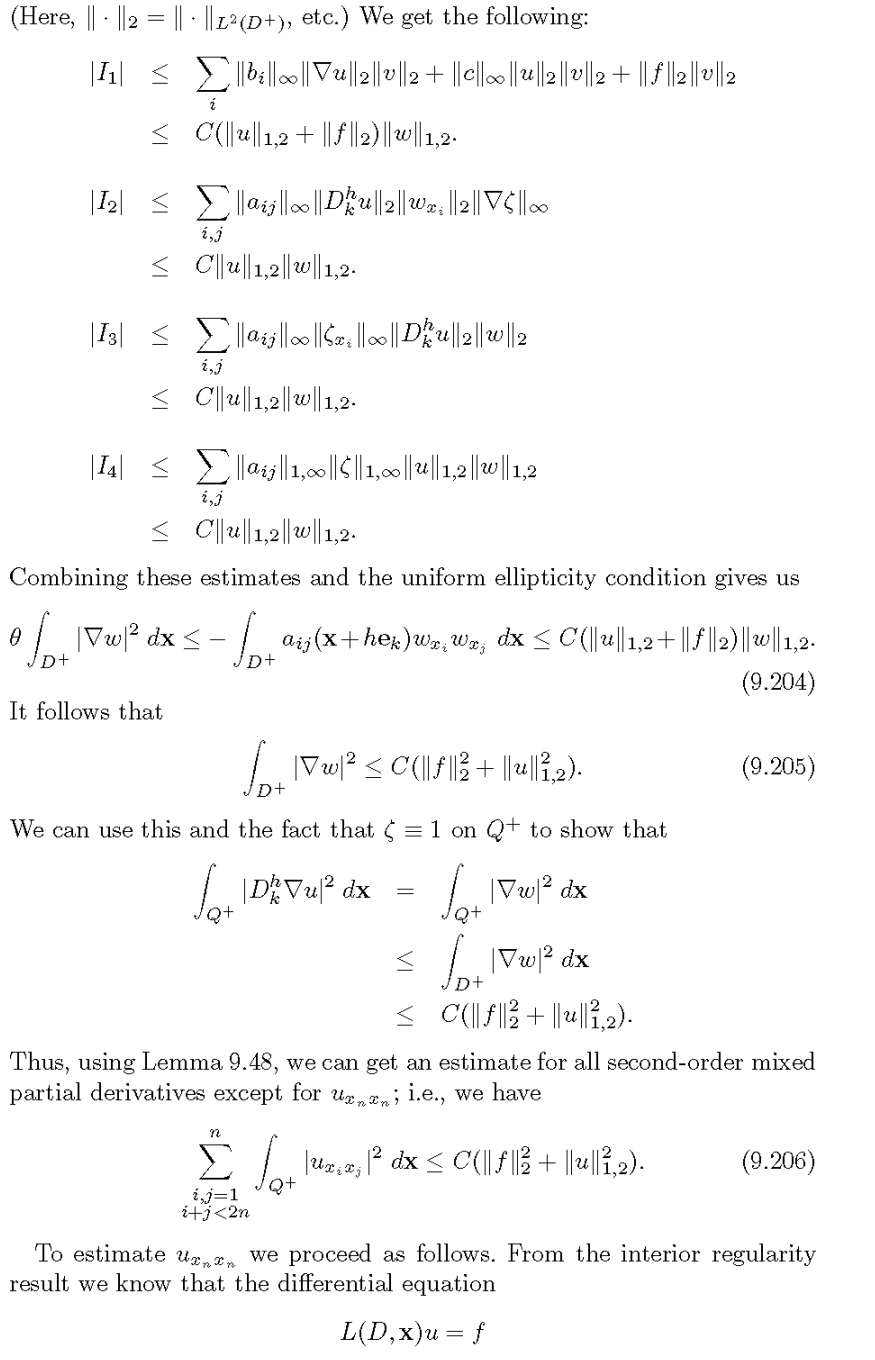 (Here, ‖ · ‖₂ = ‖ · ‖_{L²(D⁺)}, etc.) We get the following:
|I₁| ≤ ∑_i ‖b_i‖_∞‖∇u‖₂‖v‖₂ + ‖c‖_∞‖u‖₂‖v‖₂ + ‖f‖₂‖v‖₂
≤ C(‖u‖_{1,2} + ‖f‖₂)‖w‖_{1,2}.
|I₂| ≤ ∑_{i,j} ‖a_{ij}‖_∞‖D_k^h u‖₂‖w_{x_i}‖₂‖∇ζ‖_∞
≤ C‖u‖_{1,2}‖w‖_{1,2}.
|I₃| ≤ ∑_{i,j} ‖a_{ij}‖_∞‖ζ_{x_i}‖_∞‖D_k^h u‖₂‖w‖₂
≤ C‖u‖_{1,2}‖w‖_{1,2}.
|I₄| ≤ ∑_{i,j} ‖a_{ij}‖_{1,∞}‖ζ‖_{1,∞}‖u‖_{1,2}‖w‖_{1,2}
≤ C‖u‖_{1,2}‖w‖_{1,2}.
Combining these estimates and the uniform ellipticity condition gives us
θ ∫_{D⁺} |∇w|² dx ≤ − ∫_{D⁺} a_{ij}(x+he_k)w_{x_i}w_{x_j} dx ≤ C(‖u‖_{1,2}+‖f‖₂)‖w‖_{1,2}.
(9.204)
It follows that
∫_{D⁺} |∇w|² ≤ C(‖f‖₂² + ‖u‖²_{1,2}). (9.205)
We can use this and the fact that ζ ≡ 1 on Q⁺ to show that
∫_{Q⁺} |D_k^h ∇u|² dx = ∫_{Q⁺} |∇w|² dx
≤ ∫_{D⁺} |∇w|² dx
≤ C(‖f‖₂² + ‖u‖²_{1,2}).
Thus, using Lemma 9.48, we can get an estimate for all second-order mixed
partial derivatives except for u_{x_n x_n}; i.e., we have
∑_{i,j=1, i+j<2n}^{n} ∫_{Q⁺} |u_{x_i x_j}|² dx ≤ C(‖f‖₂² + ‖u‖²_{1,2}). (9.206)
To estimate u_{x_n x_n} we proceed as follows. From the interior regularity
result we know that the differential equation
L(D, x)u = f